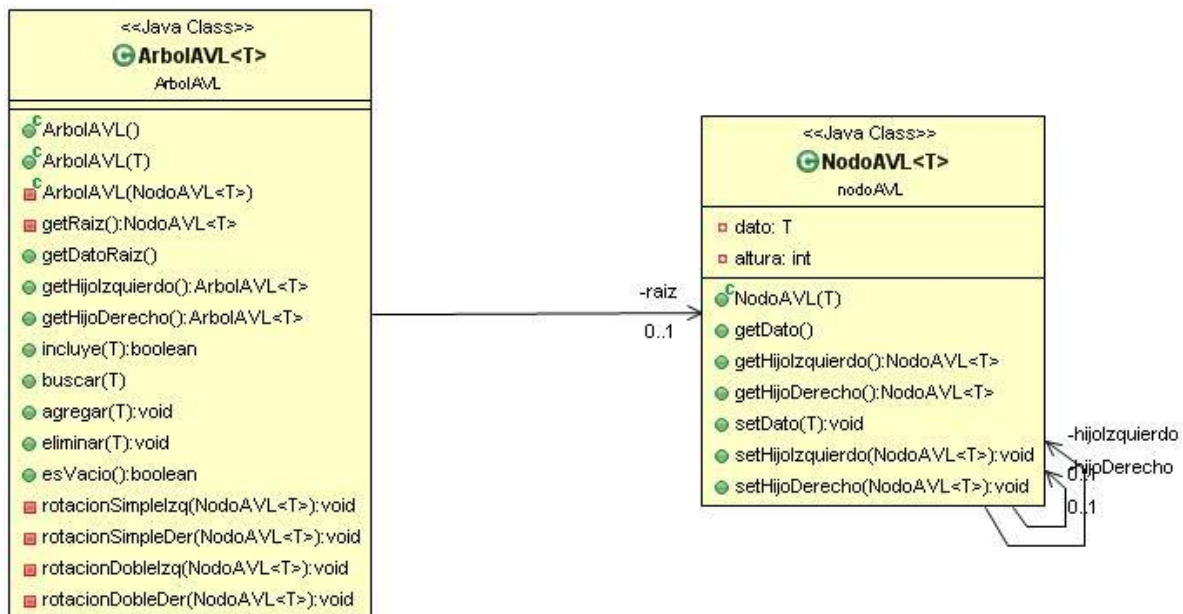 <<Java Class>>
ArbolAVL<T>
ArbolAVL
ArbolAVL()
ArbolAVL(T)
ArbolAVL(NodoAVL<T>)
getRaiz():NodoAVL<T>
getDatoRaiz()
getHijoIzquierdo():ArbolAVL<T>
getHijoDerecho():ArbolAVL<T>
incluye(T):boolean
buscar(T)
agregar(T):void
eliminar(T):void
esVacio():boolean
rotacionSimpleIzq(NodoAVL<T>):void
rotacionSimpleDer(NodoAVL<T>):void
rotacionDobleIzq(NodoAVL<T>):void
rotacionDobleDer(NodoAVL<T>):void
-raiz
0..1
<<Java Class>>
NodoAVL<T>
nodoAVL
dato: T
altura: int
NodoAVL(T)
getDato()
getHijoIzquierdo():NodoAVL<T>
getHijoDerecho():NodoAVL<T>
setDato(T):void
setHijoIzquierdo(NodoAVL<T>):void
setHijoDerecho(NodoAVL<T>):void
-hijoIzquierdo
-hijoDerecho
0..1
0..1